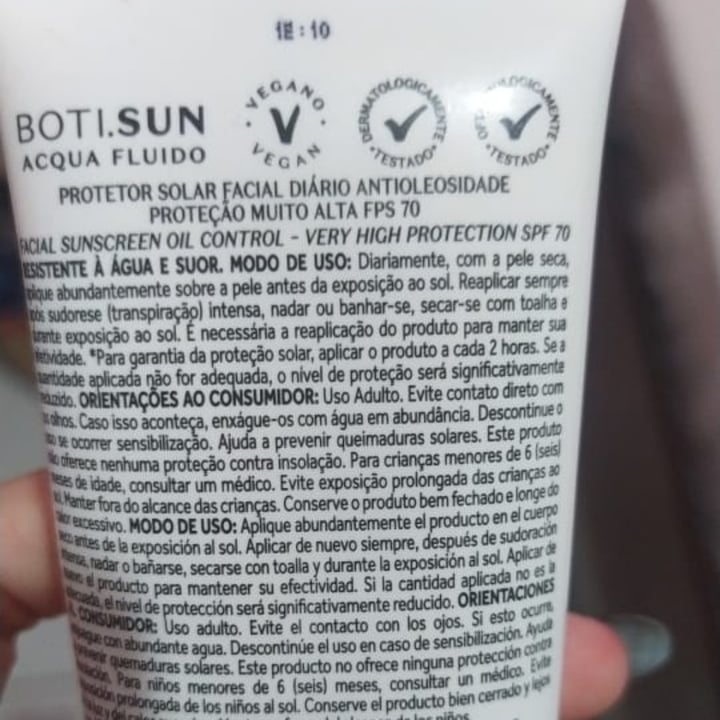 : 10
VEGANO VEGAN
DERMATOLOGICAMENTE TESTADO
TESTADO
BOTI.SUN
ACQUA FLUIDO
PROTETOR SOLAR FACIAL DIÁRIO ANTIOLEOSIDADE
PROTEÇÃO MUITO ALTA FPS 70
FACIAL SUNSCREEN OIL CONTROL - VERY HIGH PROTECTION SPF 70
RESISTENTE À ÁGUA E SUOR. MODO DE USO: Diariamente, com a pele seca,
aplique abundantemente sobre a pele antes da exposição ao sol. Reaplicar sempre
após sudorese (transpiração) intensa, nadar ou banhar-se, secar-se com toalha e
durante exposição ao sol. É necessária a reaplicação do produto para manter sua
efetividade. *Para garantia da proteção solar, aplicar o produto a cada 2 horas. Se a
quantidade aplicada não for adequada, o nível de proteção será significativamente
reduzido. ORIENTAÇÕES AO CONSUMIDOR: Uso Adulto. Evite contato direto com
os olhos. Caso isso aconteça, enxágue-os com água em abundância. Descontinue o
uso se ocorrer sensibilização. Ajuda a prevenir queimaduras solares. Este produto
não oferece nenhuma proteção contra insolação. Para crianças menores de 6 (seis)
meses de idade, consultar um médico. Evite exposição prolongada das crianças ao
sol. Manter fora do alcance das crianças. Conserve o produto bem fechado e longe do
calor excessivo. MODO DE USO: Aplique abundantemente el producto en el cuerpo
seco antes de la exposición al sol. Aplicar de nuevo siempre, después de sudoración
intensa, nadar o bañarse, secarse con toalla y durante la exposición al sol. Aplicar de
nuevo el producto para mantener su efectividad. Si la cantidad aplicada no es la
adecuada, el nivel de protección será significativamente reducido. ORIENTACIONES
AL CONSUMIDOR: Uso adulto. Evite el contacto con los ojos. Si esto ocurre,
enjuague con abundante agua. Descontinúe el uso en caso de sensibilización. Ayuda
a prevenir quemaduras solares. Este producto no ofrece ninguna protección contra
insolación. Para niños menores de 6 (seis) meses, consultar un médico. Evite
exposición prolongada de los niños al sol. Conserve el producto bien cerrado y lejos
de los niños.